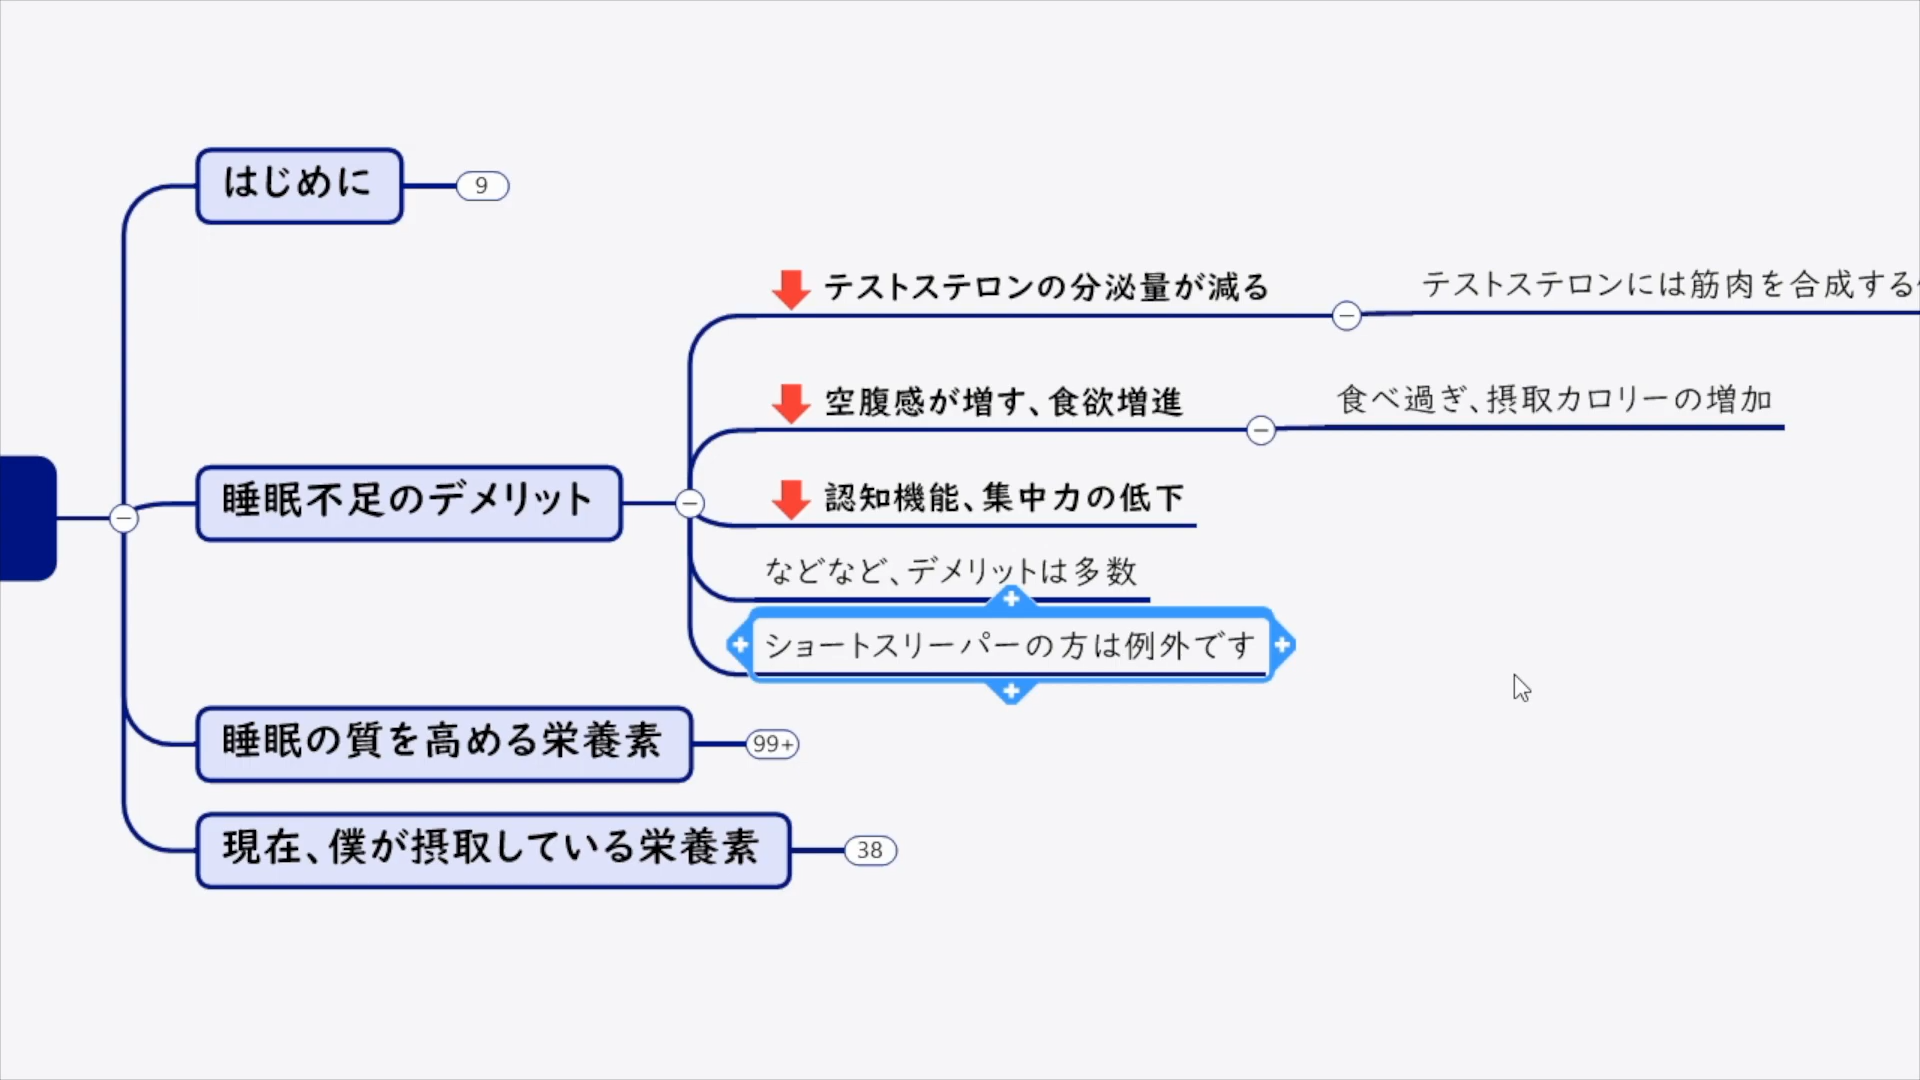 はじめに
9
テストステロンの分泌量が減る
テストステロンには筋肉を合成する
空腹感が増す、食欲増進
食べ過ぎ、摂取カロリーの増加
睡眠不足のデメリット
認知機能、集中力の低下
などなど、デメリットは多数
ショートスリーパーの方は例外です
睡眠の質を高める栄養素
99+
現在、僕が摂取している栄養素
38